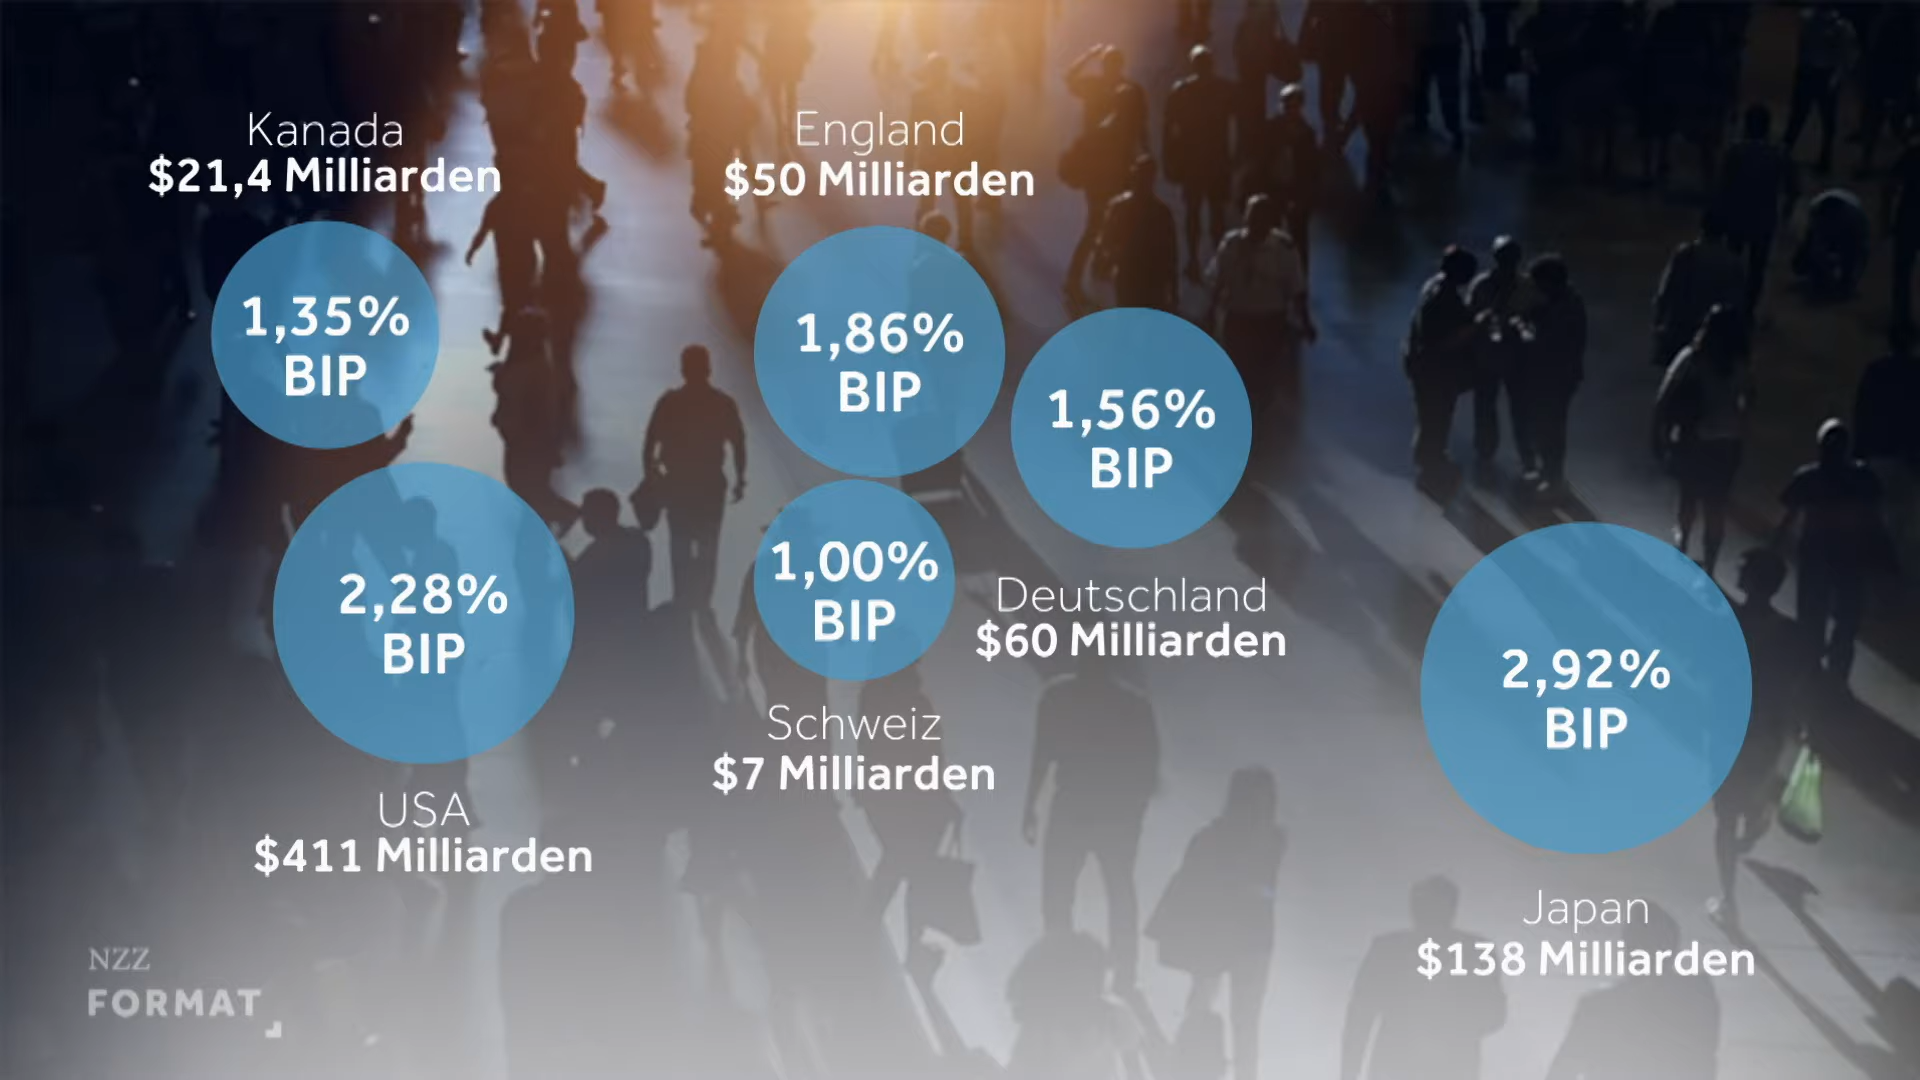 Kanada
$21,4 Milliarden
1,35%
BIP
England
$50 Milliarden
1,86%
BIP
1,56%
BIP
Deutschland
$60 Milliarden
2,28%
BIP
USA
$411 Milliarden
1,00%
BIP
Schweiz
$7 Milliarden
2,92%
BIP
Japan
$138 Milliarden
NZZ
FORMAT